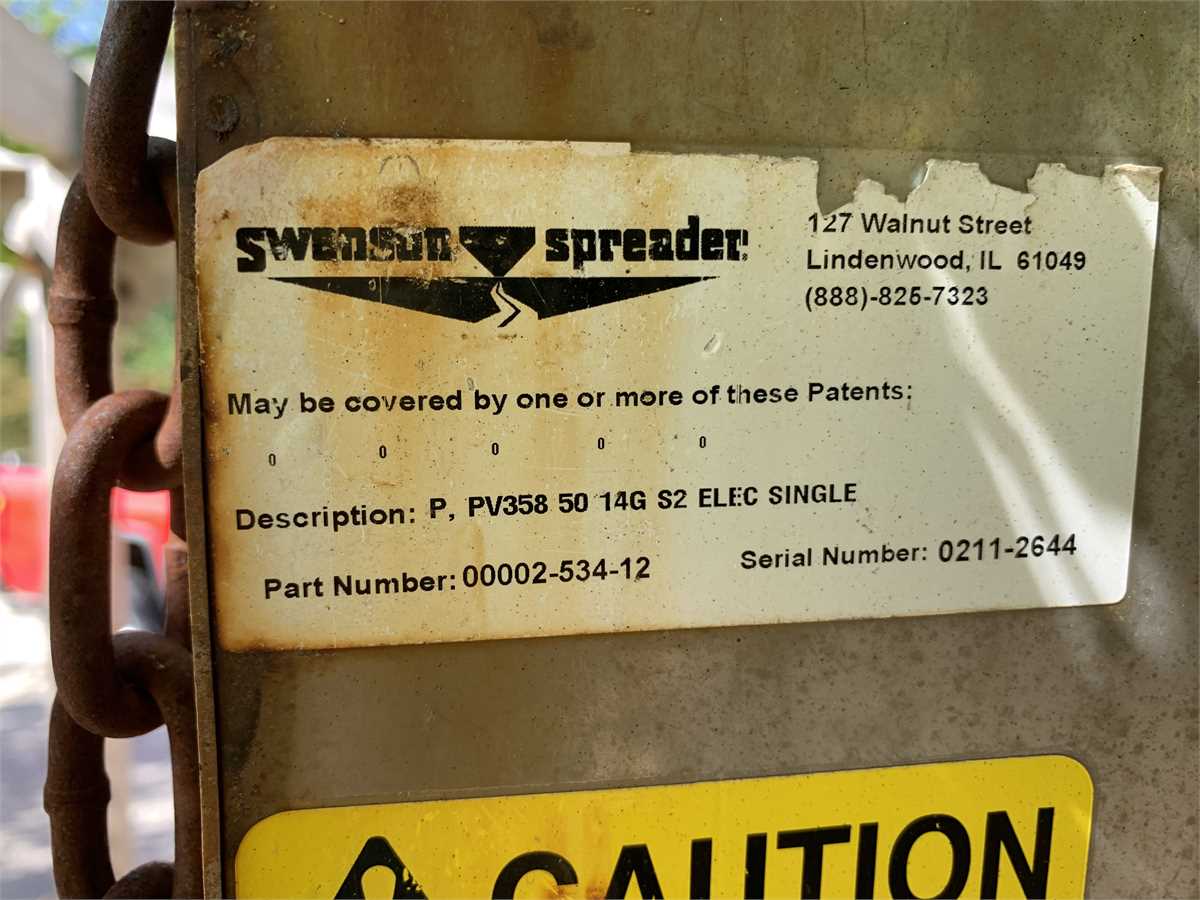 Swenson spreader
127 Walnut Street
Lindenwood, IL 61049
(888)-825-7323
May be covered by one or more of these Patents:
0 0 0 0 0
Description: P, PV358 50 14G S2 ELEC SINGLE
Part Number: 00002-534-12
Serial Number: 0211-2644
CAUTION